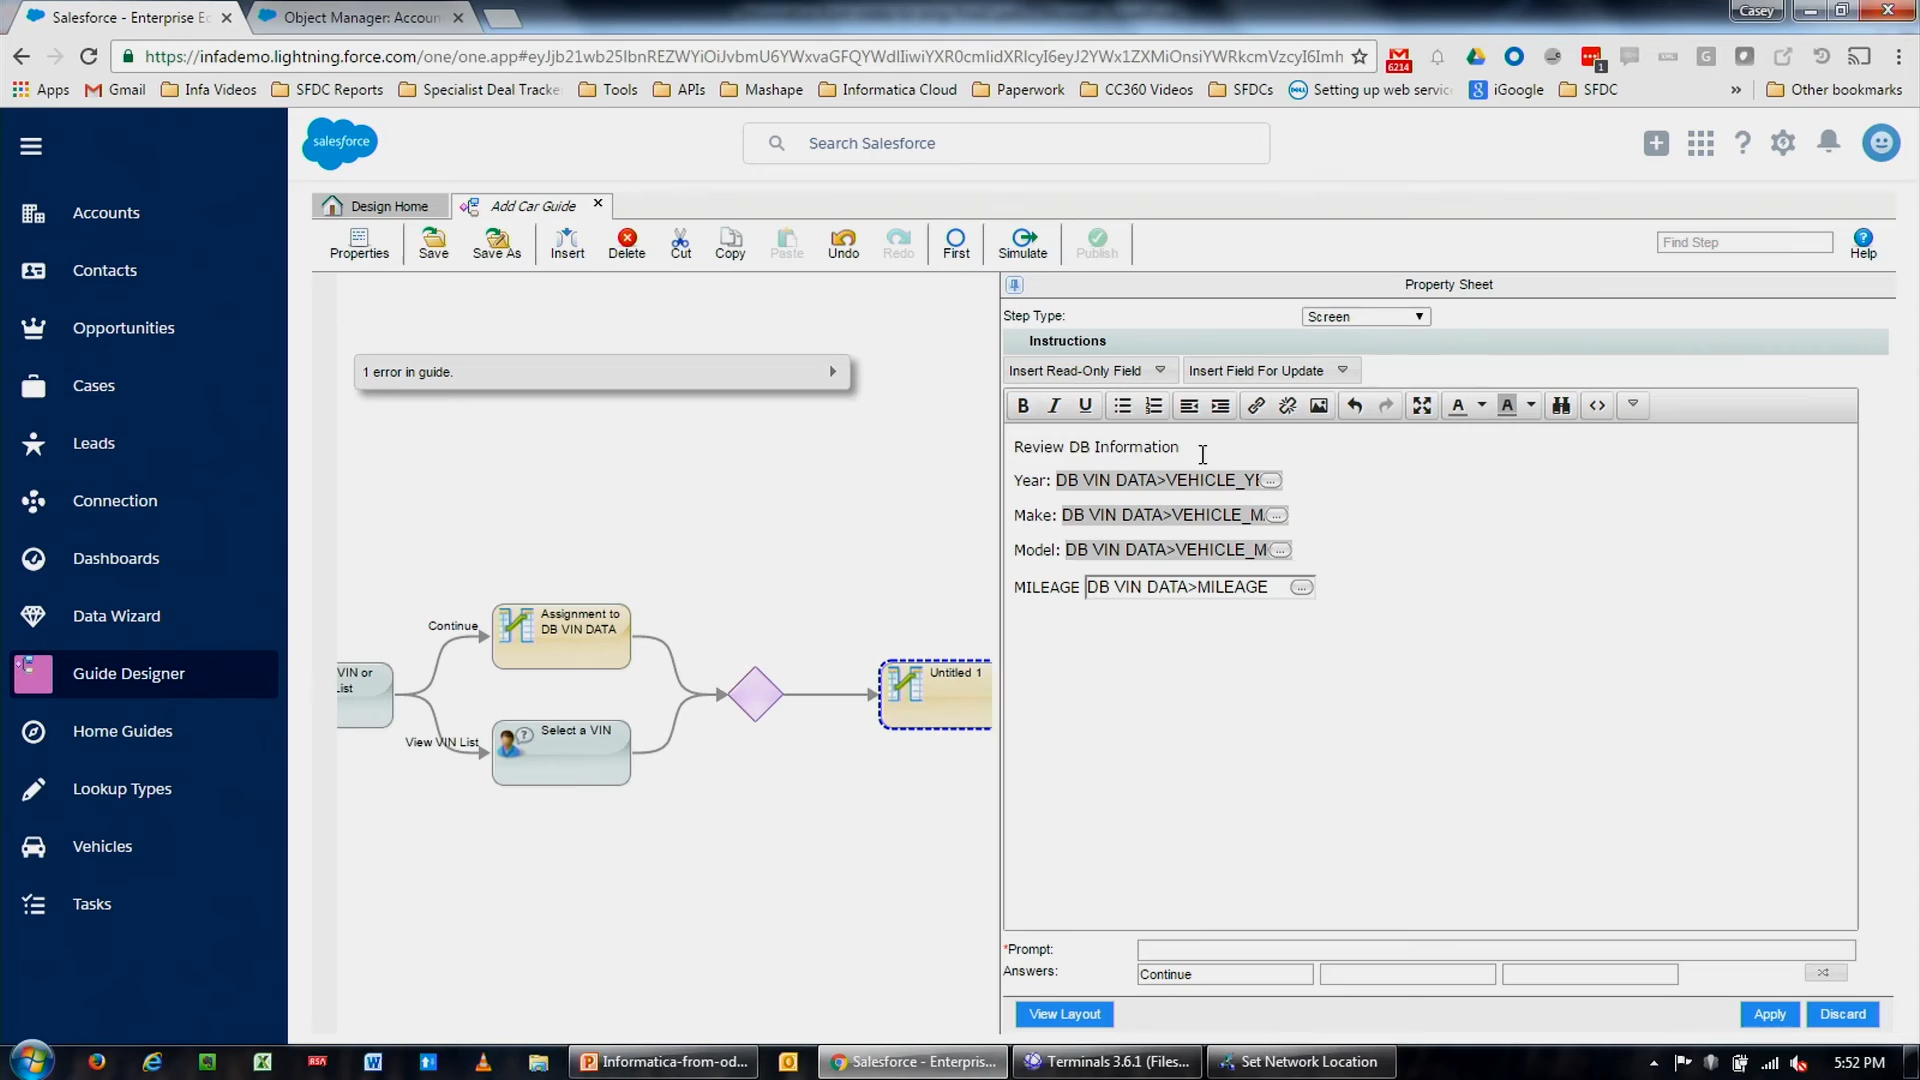 Salesforce - Enterprise Ec
Object Manager: Accoun
Casey
https://infademo.lightning.force.com/one/one.app#eyJjb21wb25lbnREZWYiOiJvbmU6YWxvaGFQYWdlIiwiYXR0cmlidXRlcyI6eyJ2YWx1ZXMiOnsiYWRkcmVzcyI6Imh
6214
1
Apps
Gmail
Infa Videos
SFDC Reports
Specialist Deal Tracke
Tools
APIs
Mashape
Informatica Cloud
Paperwork
CC360 Videos
SFDCs
Setting up web servic
iGoogle
SFDC
»
Other bookmarks
salesforce
Search Salesforce
Accounts
Contacts
Opportunities
Cases
Leads
Connection
Dashboards
Data Wizard
Guide Designer
Home Guides
Lookup Types
Vehicles
Tasks
Design Home
Add Car Guide
Properties
Save
Save As
Insert
Delete
Cut
Copy
Paste
Undo
Redo
First
Simulate
Publish
Find Step
Help
1 error in guide.
Continue
Assignment to
DB VIN DATA
VIN or
List
View VIN List
Select a VIN
Untitled 1
Property Sheet
Step Type:
Screen
Instructions
Insert Read-Only Field
Insert Field For Update
B I U
A A
Review DB Information
Year: DB VIN DATA>VEHICLE_YE ...
Make: DB VIN DATA>VEHICLE_M ...
Model: DB VIN DATA>VEHICLE_M ...
MILEAGE DB VIN DATA>MILEAGE ...
*Prompt:
Answers:
Continue
View Layout
Apply
Discard
RSA
Informatica-from-od...
Salesforce - Enterpris...
Terminals 3.6.1 (Files...
Set Network Location
5:52 PM